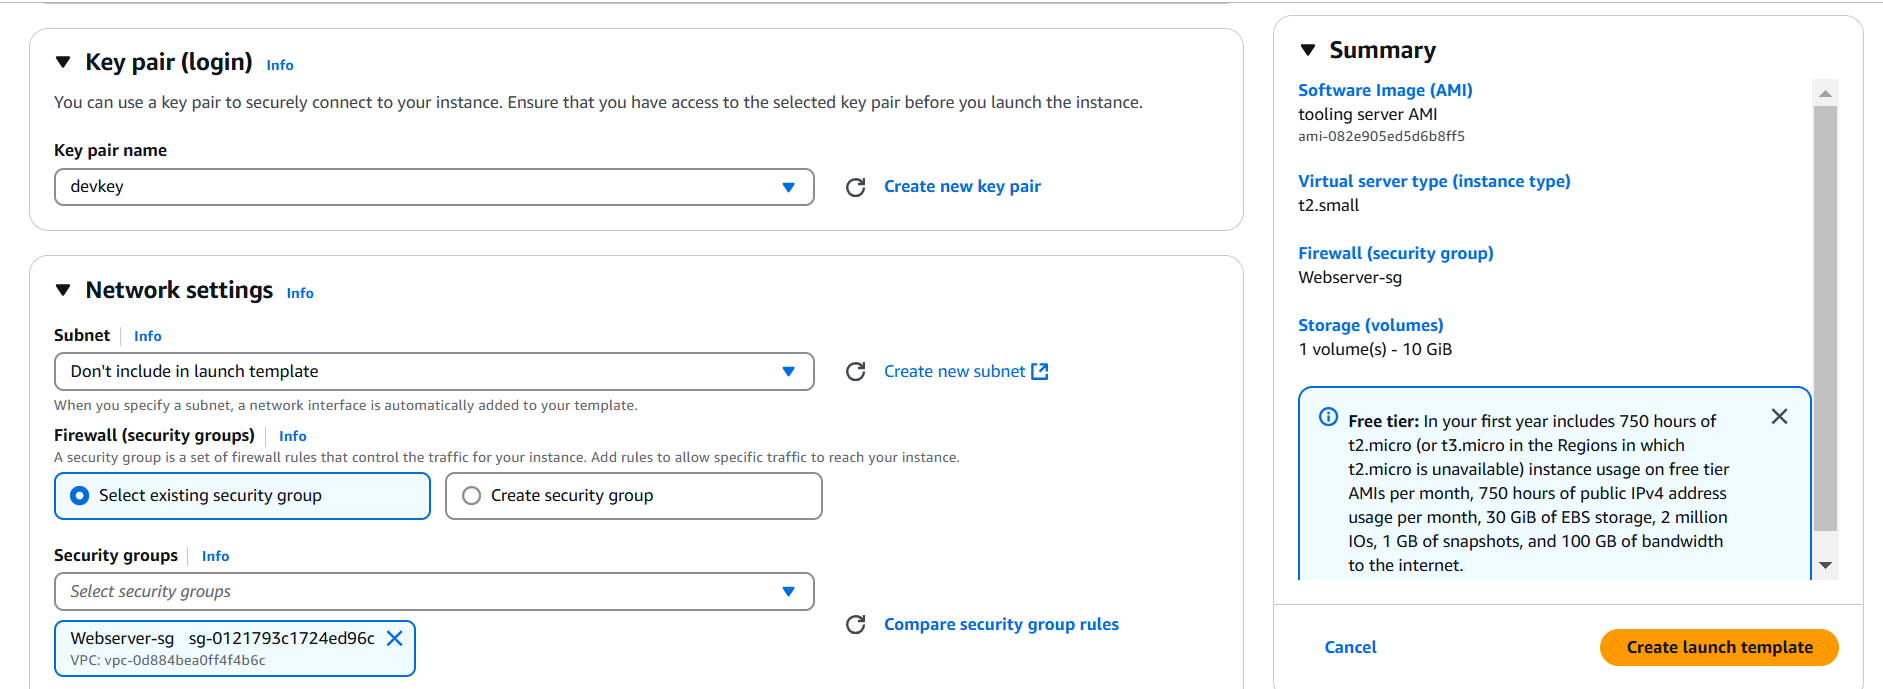 Key pair (login) Info
You can use a key pair to securely connect to your instance. Ensure that you have access to the selected key pair before you launch the instance.
Key pair name
devkey
Create new key pair
Network settings Info
Subnet Info
Don't include in launch template
Create new subnet
When you specify a subnet, a network interface is automatically added to your template.
Firewall (security groups) Info
A security group is a set of firewall rules that control the traffic for your instance. Add rules to allow specific traffic to reach your instance.
Select existing security group
Create security group
Security groups Info
Select security groups
Compare security group rules
Webserver-sg sg-0121793c1724ed96c
VPC: vpc-0d884bea0ff4f4b6c
Summary
Software Image (AMI)
tooling server AMI
ami-082e905ed5d6b8ff5
Virtual server type (instance type)
t2.small
Firewall (security group)
Webserver-sg
Storage (volumes)
1 volume(s) - 10 GiB
Free tier: In your first year includes 750 hours of
t2.micro (or t3.micro in the Regions in which
t2.micro is unavailable) instance usage on free tier
AMIs per month, 750 hours of public IPv4 address
usage per month, 30 GiB of EBS storage, 2 million
IOs, 1 GB of snapshots, and 100 GB of bandwidth
to the internet.
Cancel
Create launch template